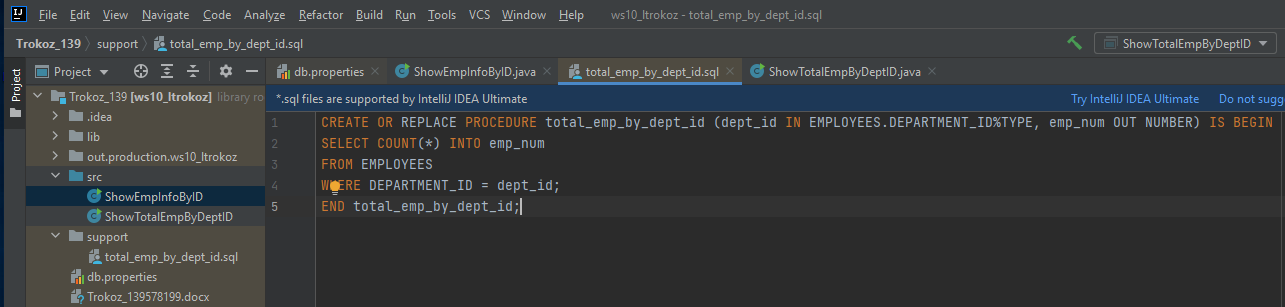 IJ File Edit View Navigate Code Analyze Refactor Build Run Tools VCS Window Help ws10_ltrokoz - total_emp_by_dept_id.sql
Trokoz_139 support total_emp_by_dept_id.sql ShowTotalEmpByDeptID
Project
Project
db.properties ShowEmpInfoByID.java total_emp_by_dept_id.sql ShowTotalEmpByDeptID.java
*.sql files are supported by IntelliJ IDEA Ultimate Try IntelliJ IDEA Ultimate Do not sugg
Trokoz_139 [ws10_ltrokoz] library ro
.idea
lib
out.production.ws10_ltrokoz
src
ShowEmpInfoByID
ShowTotalEmpByDeptID
support
total_emp_by_dept_id.sql
db.properties
Trokoz_139578199.docx
1 CREATE OR REPLACE PROCEDURE total_emp_by_dept_id (dept_id IN EMPLOYEES.DEPARTMENT_ID%TYPE, emp_num OUT NUMBER) IS BEGIN
2 SELECT COUNT(*) INTO emp_num
3 FROM EMPLOYEES
4 WHERE DEPARTMENT_ID = dept_id;
5 END total_emp_by_dept_id;